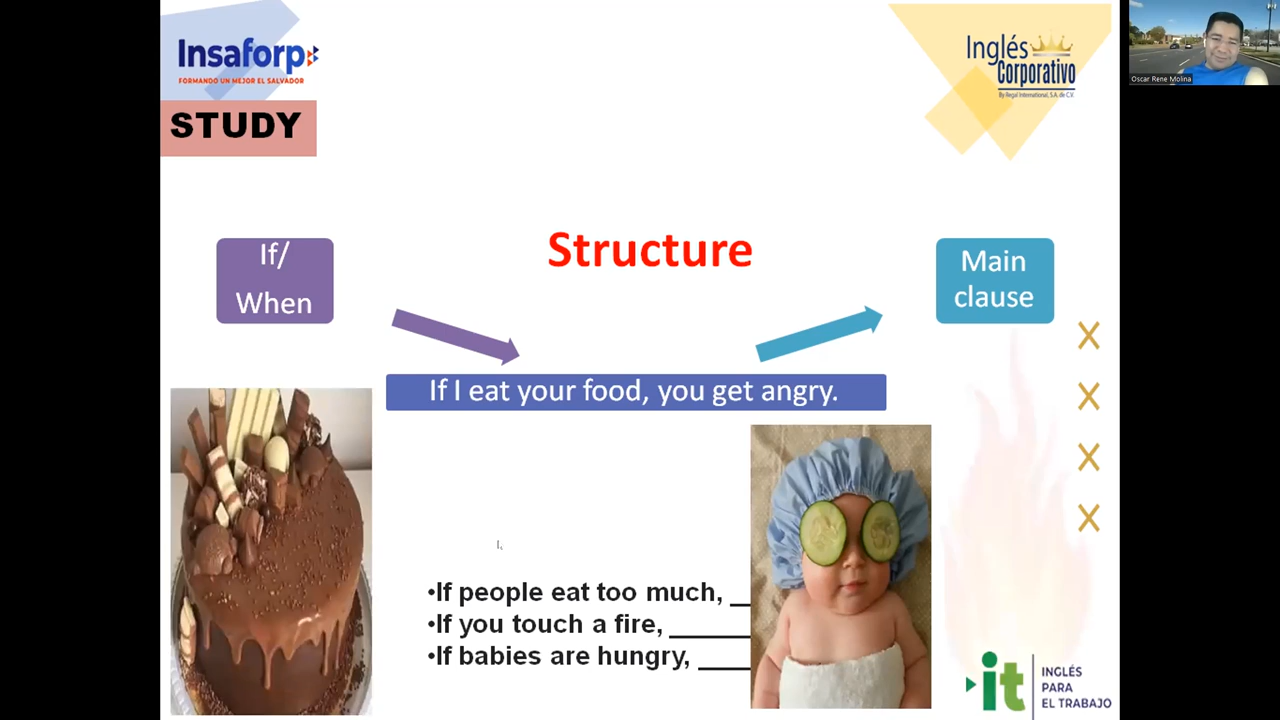 Insaforp
FORMANDO UN MEJOR EL SALVADOR
STUDY
Inglés
Corporativo
By Regal International, S.A. de C.V.
Oscar Rene Molina
If/
When
Structure
Main
clause
If I eat your food, you get angry.
•If people eat too much, __
•If you touch a fire, ______
•If babies are hungry, ____
it
INGLÉS
PARA
EL TRABAJO